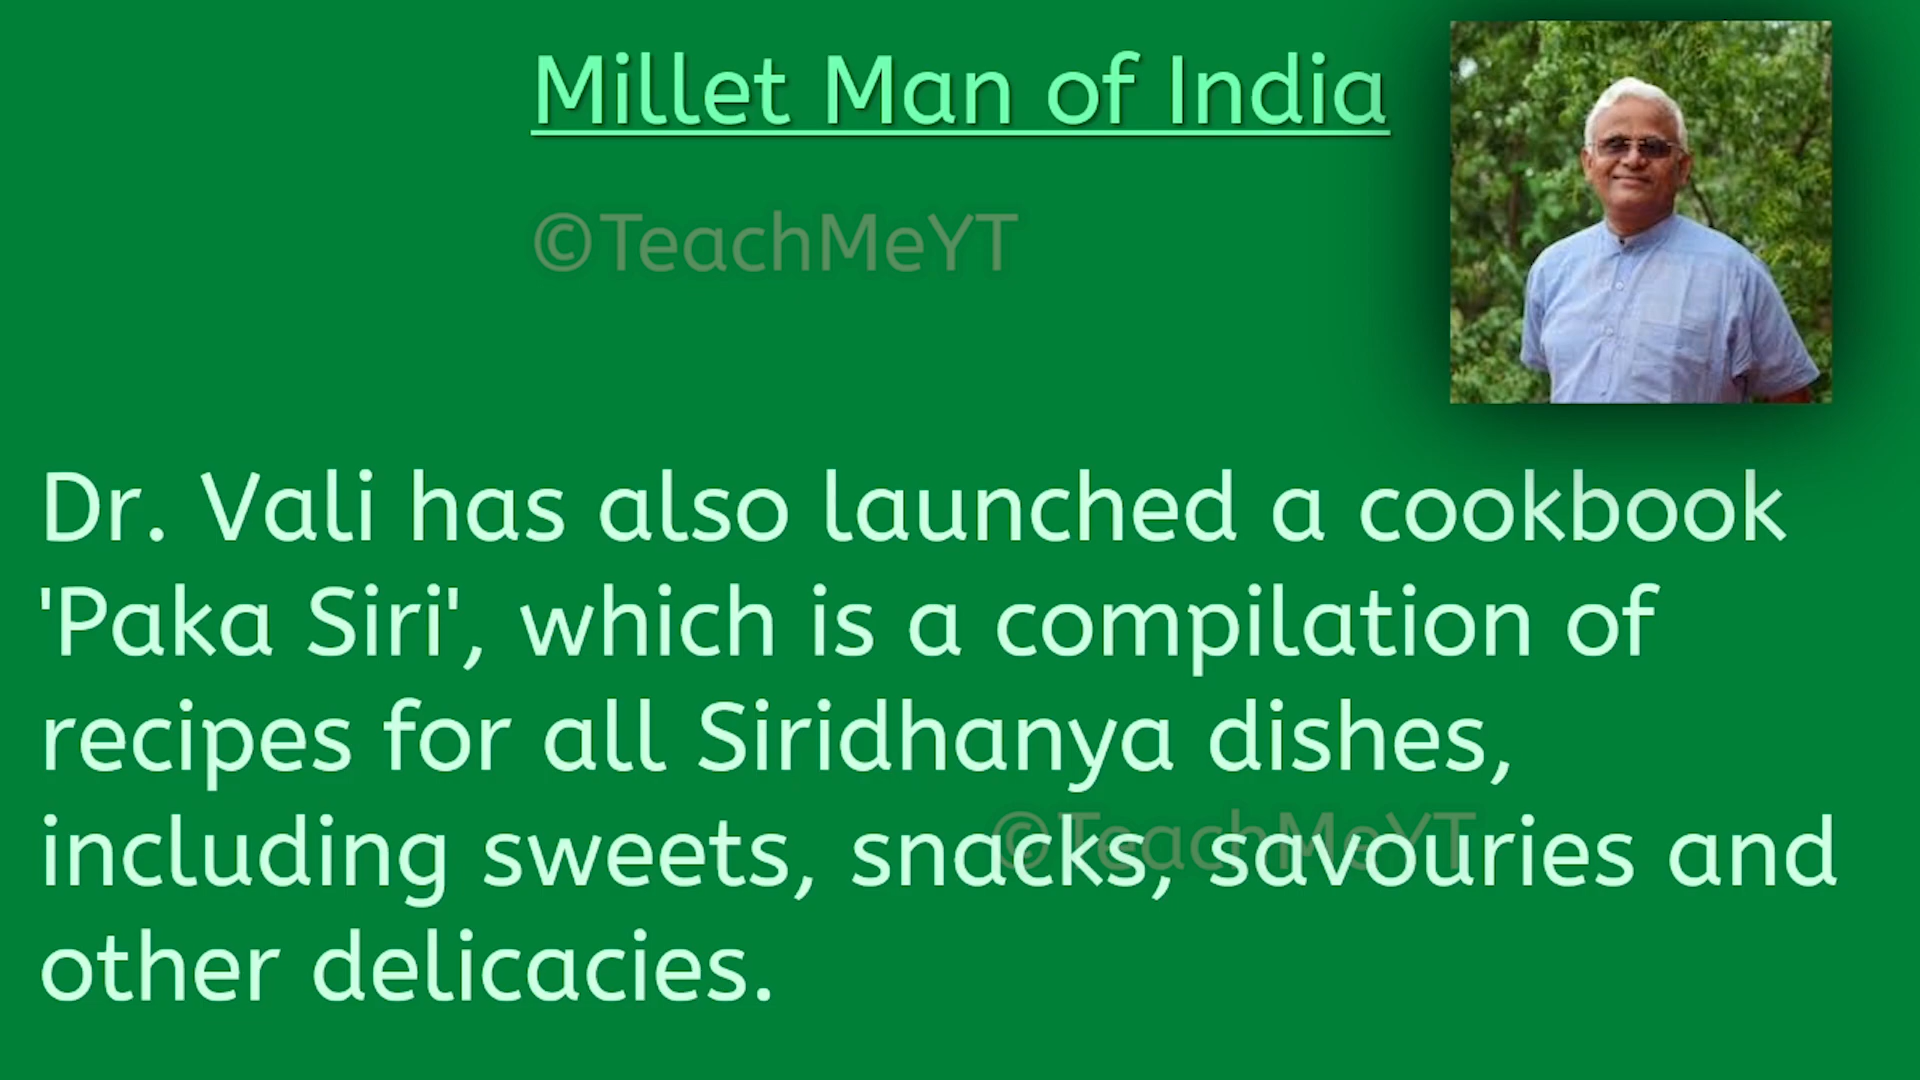 Millet Man of India
©TeachMeYT
Dr. Vali has also launched a cookbook
'Paka Siri', which is a compilation of
recipes for all Siridhanya dishes,
including sweets, snacks, savouries and
©TeachMeYT
other delicacies.